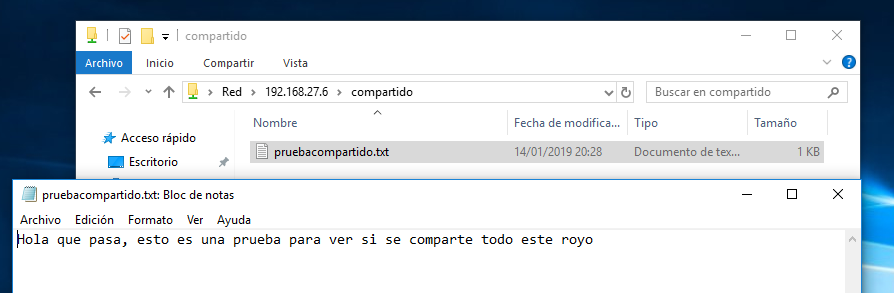 compartido
Archivo Inicio Compartir Vista
Red 192.168.27.6 compartido Buscar en compartido
Nombre Fecha de modifica... Tipo Tamaño
Acceso rápido
Escritorio
pruebacompartido.txt 14/01/2019 20:28 Documento de tex... 1 KB
pruebacompartido.txt: Bloc de notas
Archivo Edición Formato Ver Ayuda
Hola que pasa, esto es una prueba para ver si se comparte todo este royo